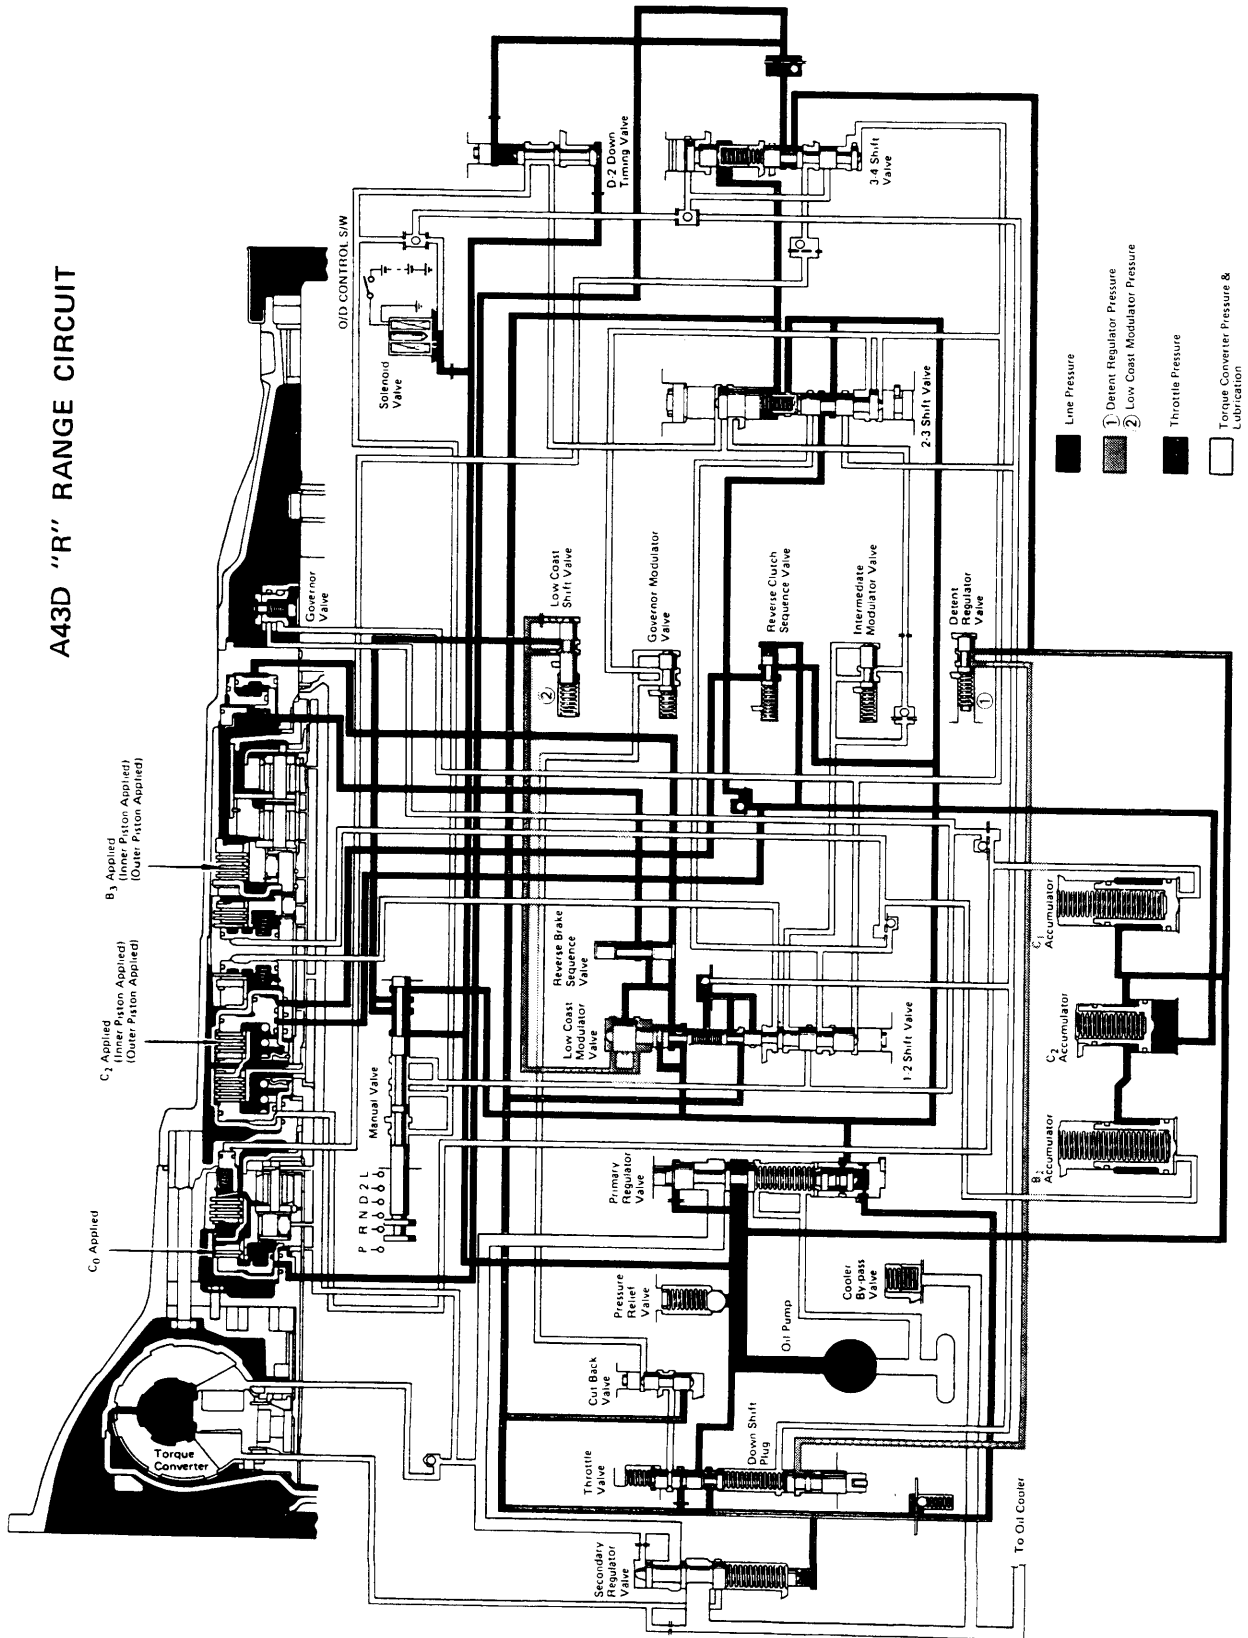 A43D "R" RANGE CIRCUIT
C0 Applied
C2 Applied
(Inner Piston Applied)
(Outer Piston Applied)
B3 Applied
(Inner Piston Applied)
(Outer Piston Applied)
Torque
Converter
Governor
Valve
O/D CONTROL S/W
Solenoid
Valve
D-2 Down
Timing Valve
P R N D 2 L
Manual Valve
Low Coast
Shift Valve
②
Governor Modulator
Valve
Reverse Clutch
Sequence Valve
Intermediate
Modulator Valve
Detent
Regulator
Valve
①
2-3 Shift Valve
3-4 Shift
Valve
Reverse Brake
Sequence
Valve
Low Coast
Modulator
Valve
1-2 Shift Valve
Primary
Regulator
Valve
Pressure
Relief
Valve
Cut Back
Valve
Throttle
Valve
Down Shift
Plug
Secondary
Regulator
Valve
Oil Pump
Cooler
By-pass
Valve
To Oil Cooler
Accumulator
C2
Accumulator
C1
Accumulator
Line Pressure
① Detent Regulator Pressure
② Low Coast Modulator Pressure
Throttle Pressure
Torque Converter Pressure &
Lubrication